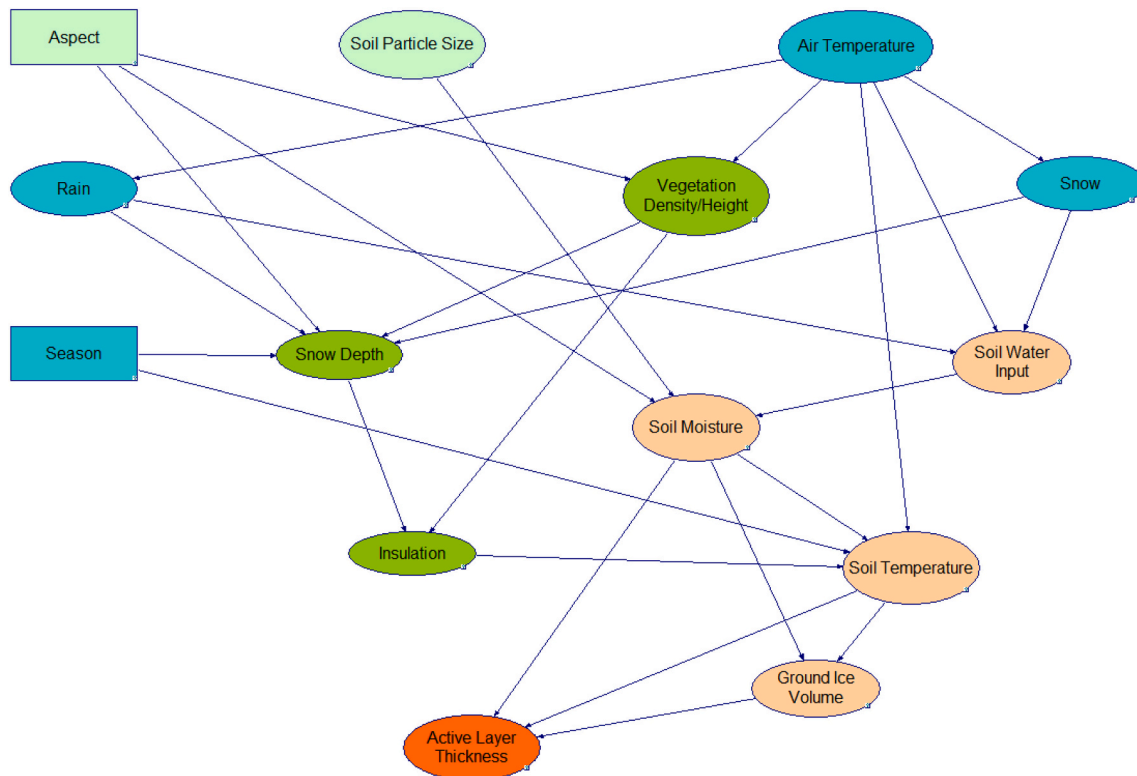 Aspect
Soil Particle Size
Air Temperature
Rain
Vegetation
Density/Height
Snow
Season
Snow Depth
Soil Water
Input
Soil Moisture
Insulation
Soil Temperature
Ground Ice
Volume
Active Layer
Thickness